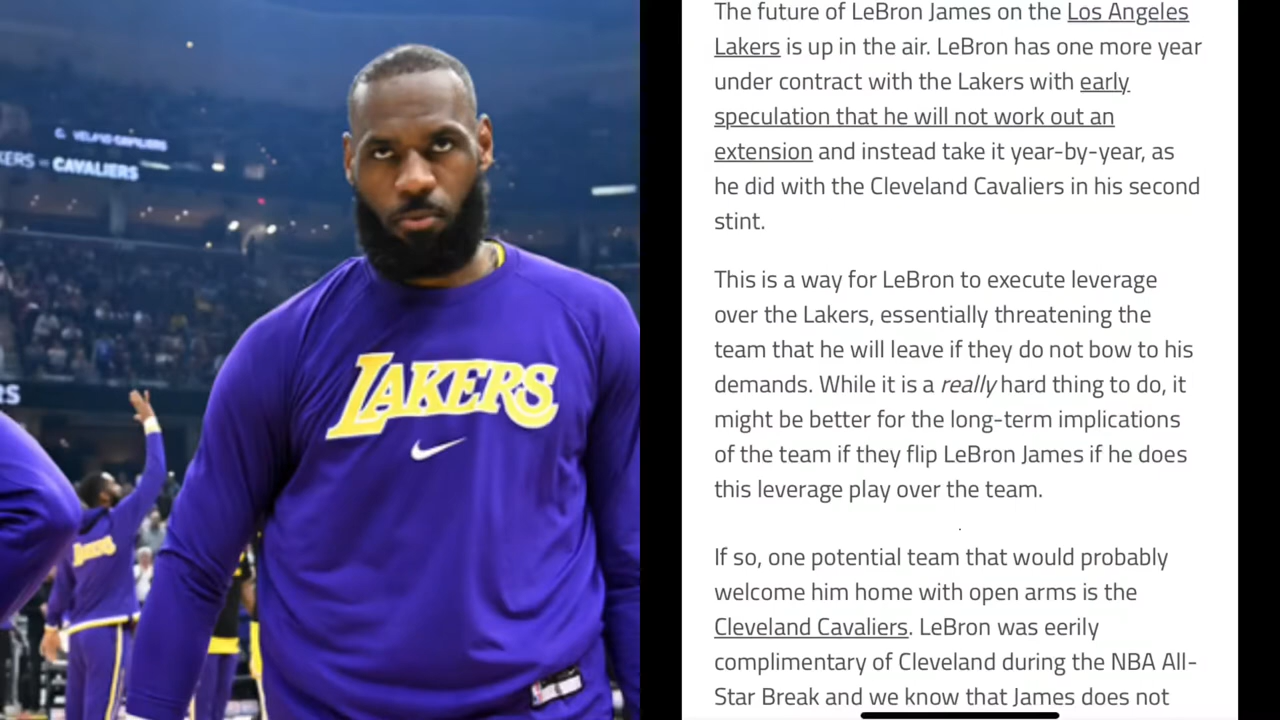 KERS - CAVALIERS
RS
LAKERS
LAKERS
The future of LeBron James on the Los Angeles
Lakers is up in the air. LeBron has one more year
under contract with the Lakers with early
speculation that he will not work out an
extension and instead take it year-by-year, as
he did with the Cleveland Cavaliers in his second
stint.
This is a way for LeBron to execute leverage
over the Lakers, essentially threatening the
team that he will leave if they do not bow to his
demands. While it is a really hard thing to do, it
might be better for the long-term implications
of the team if they flip LeBron James if he does
this leverage play over the team.
If so, one potential team that would probably
welcome him home with open arms is the
Cleveland Cavaliers. LeBron was eerily
complimentary of Cleveland during the NBA All-
Star Break and we know that James does not